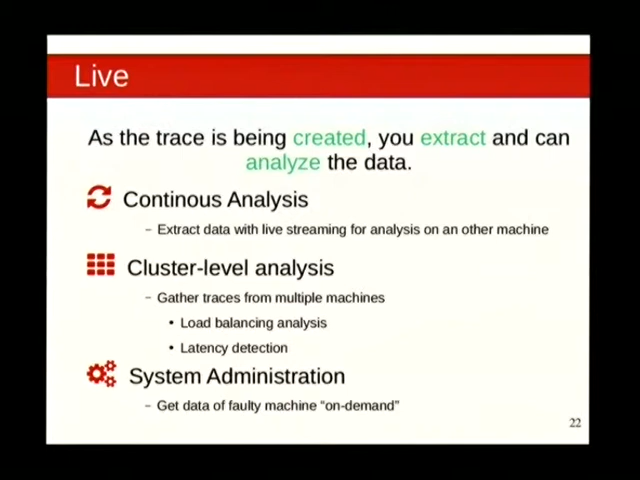 Live
As the trace is being created, you extract and can
analyze the data.
Continous Analysis
– Extract data with live streaming for analysis on an other machine
Cluster-level analysis
– Gather traces from multiple machines
• Load balancing analysis
• Latency detection
System Administration
– Get data of faulty machine “on-demand”
22